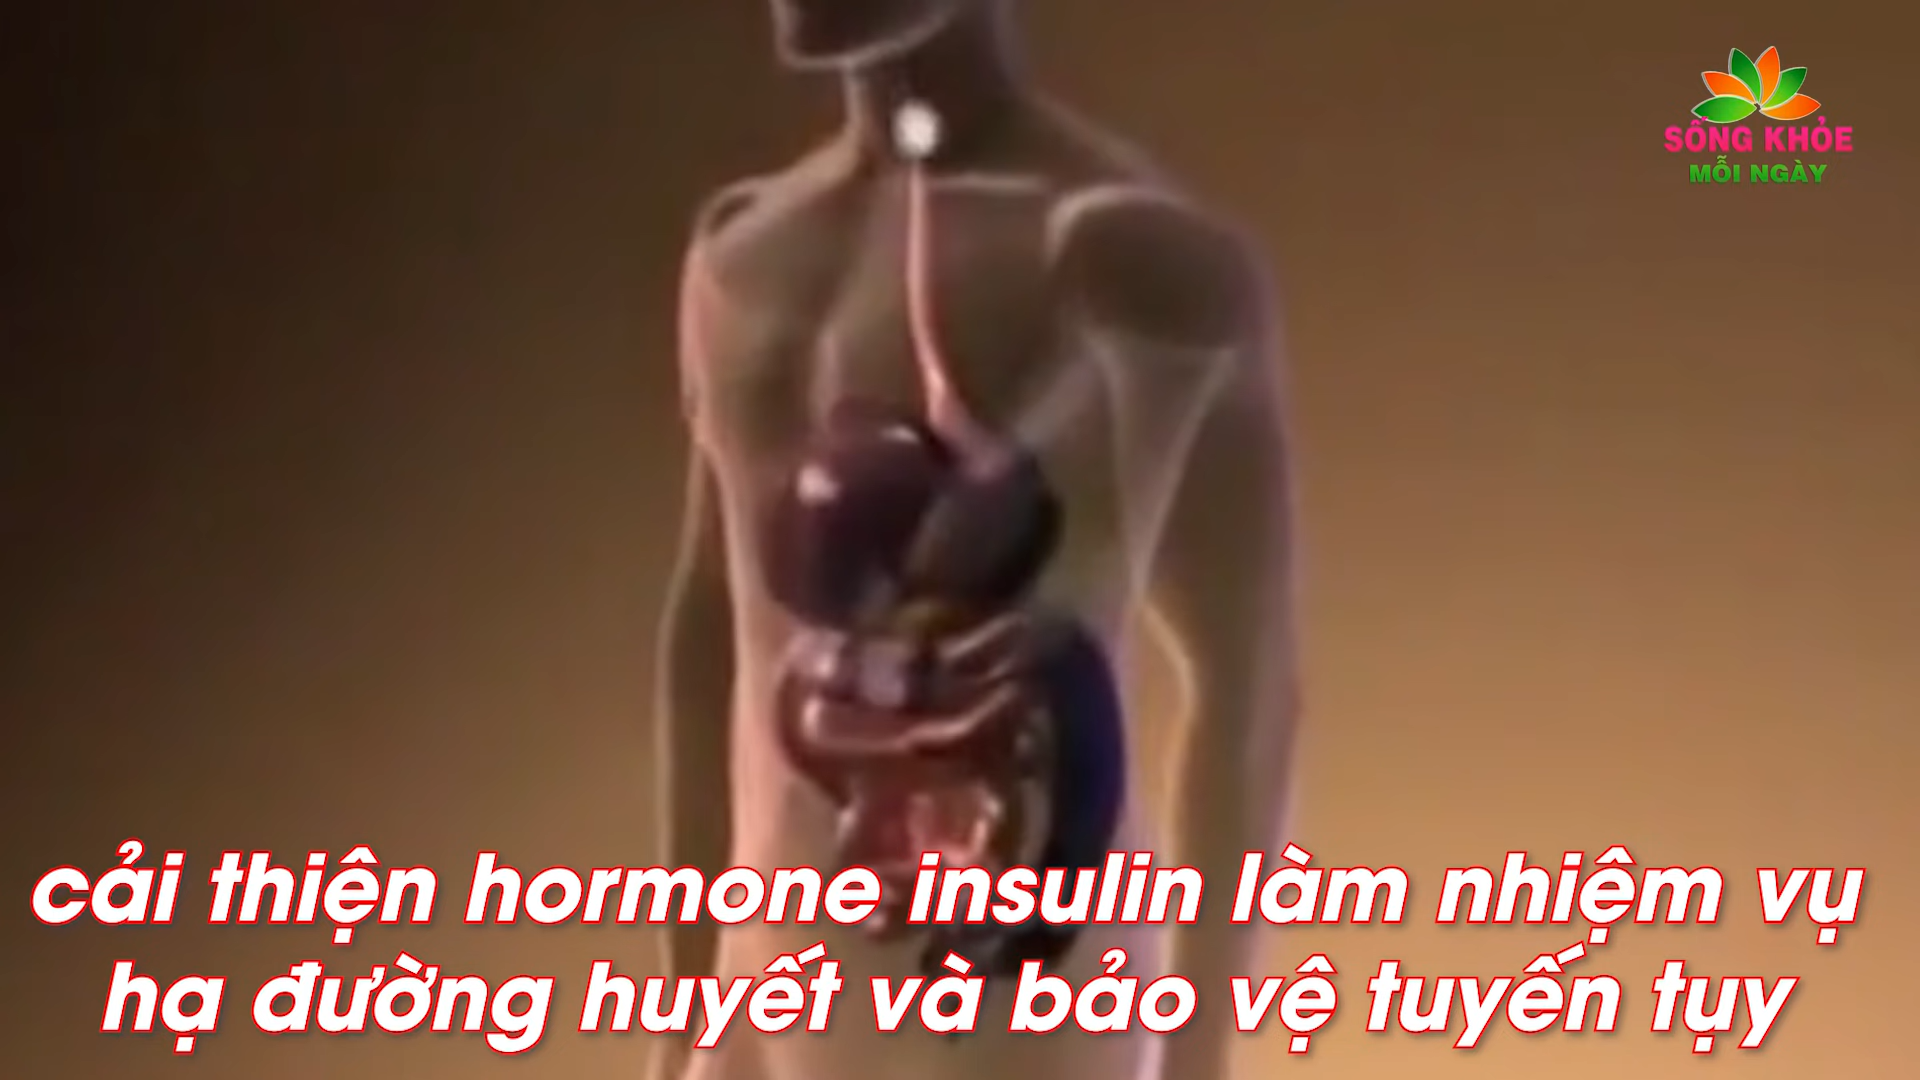 SỐNG KHỎE
MỖI NGÀY
cải thiện hormone insulin làm nhiệm vụ
hạ đường huyết và bảo vệ tuyến tụy